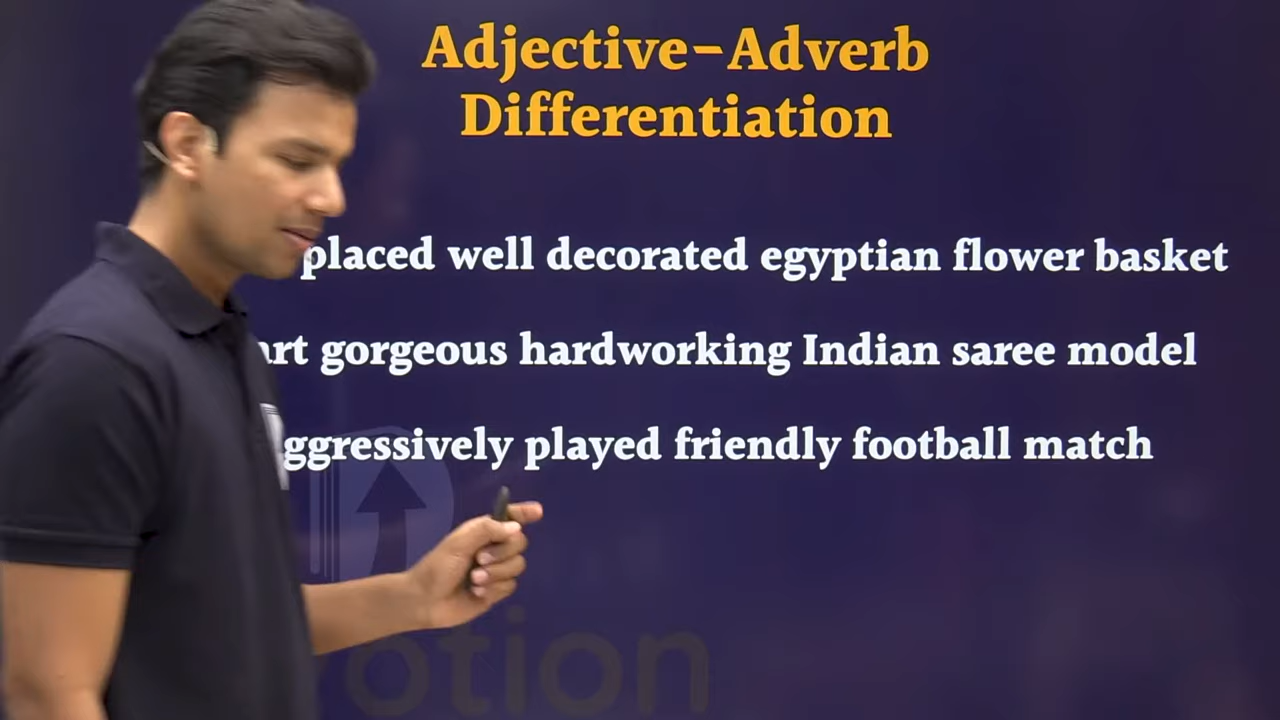 Adjective–Adverb
Differentiation
placed well decorated egyptian flower basket
gorgeous hardworking Indian saree model
played friendly football match